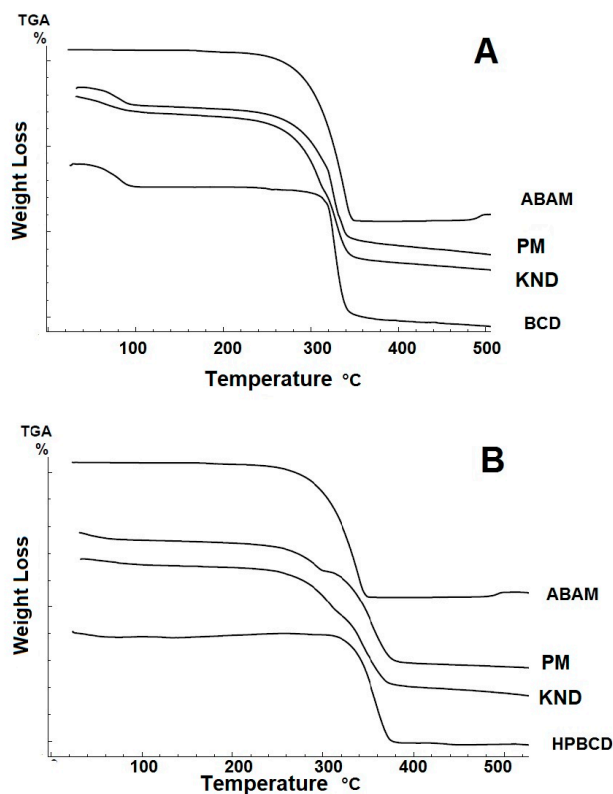 TGA
%
A
Weight Loss
ABAM
PM
KND
BCD
100 200 300 400 500
Temperature °C
TGA
%
B
Weight Loss
ABAM
PM
KND
HPBCD
0 100 200 300 400 500
Temperature °C